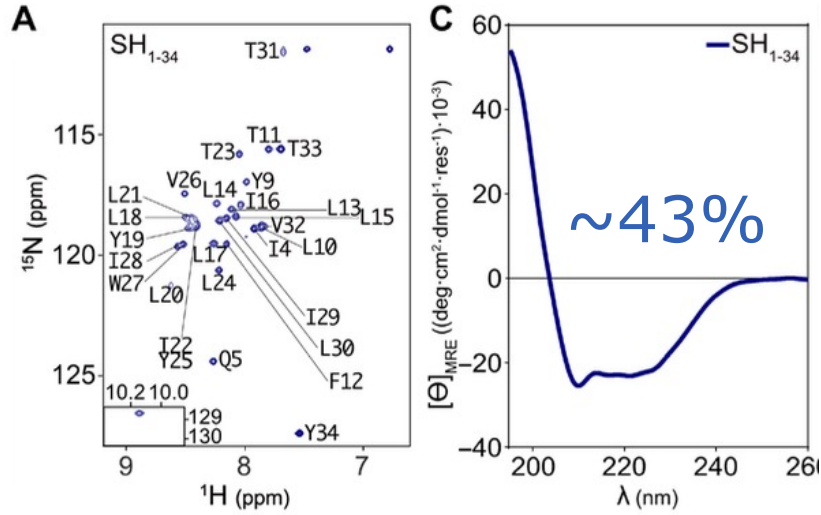 A
SH1-34
T31
115
T11
T33
T23
Y9
V26
L14
I16
L21
L13
L18
L15
Y19
V32
I28
L17
I4
L10
W27
L24
L20
I29
I22
L30
Y25
Q5
F12
120
125
10.2 10.0
129
130
Y34
9 8 7
¹H (ppm)
¹⁵N (ppm)
C
SH1-34
60
40
20
0
−20
−40
~43%
200 220 240 260
λ (nm)
[Θ]MRE ((deg·cm²·dmol⁻¹·res⁻¹)·10⁻³)